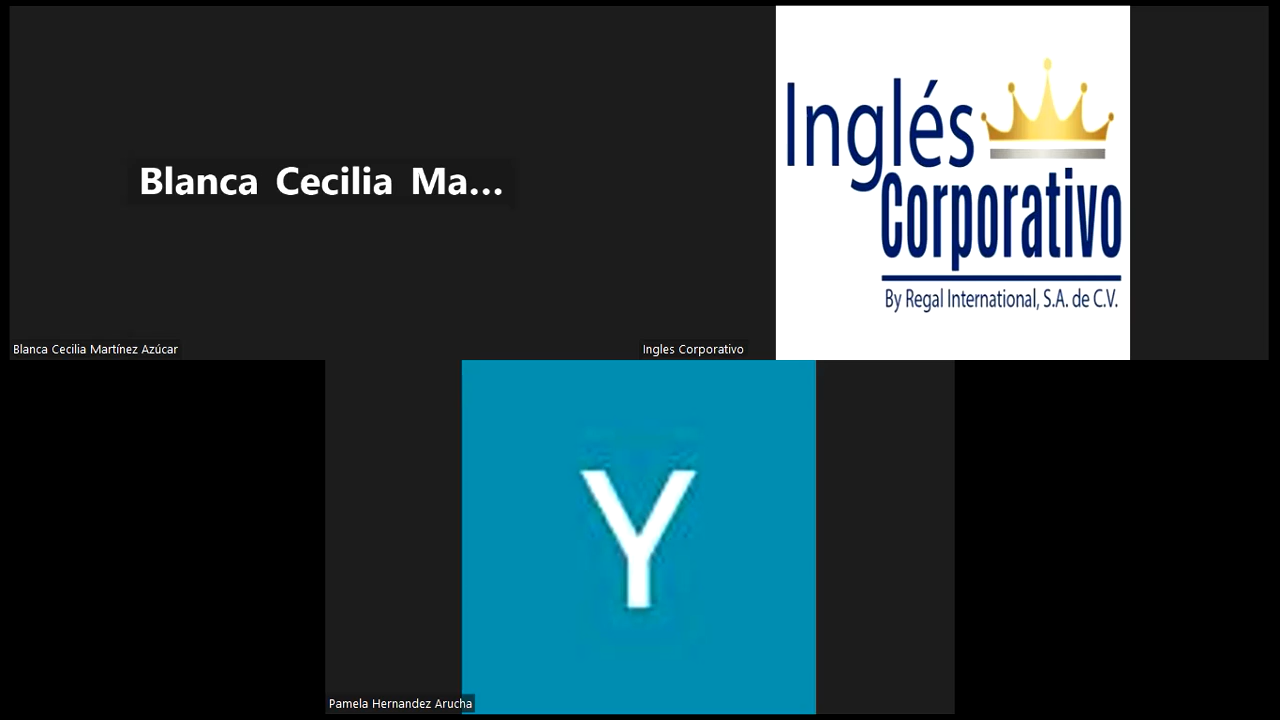 Blanca Cecilia Ma...
Blanca Cecilia Martínez Azúcar
Inglés
Corporativo
By Regal International, S.A. de C.V.
Ingles Corporativo
Y
Pamela Hernandez Arucha